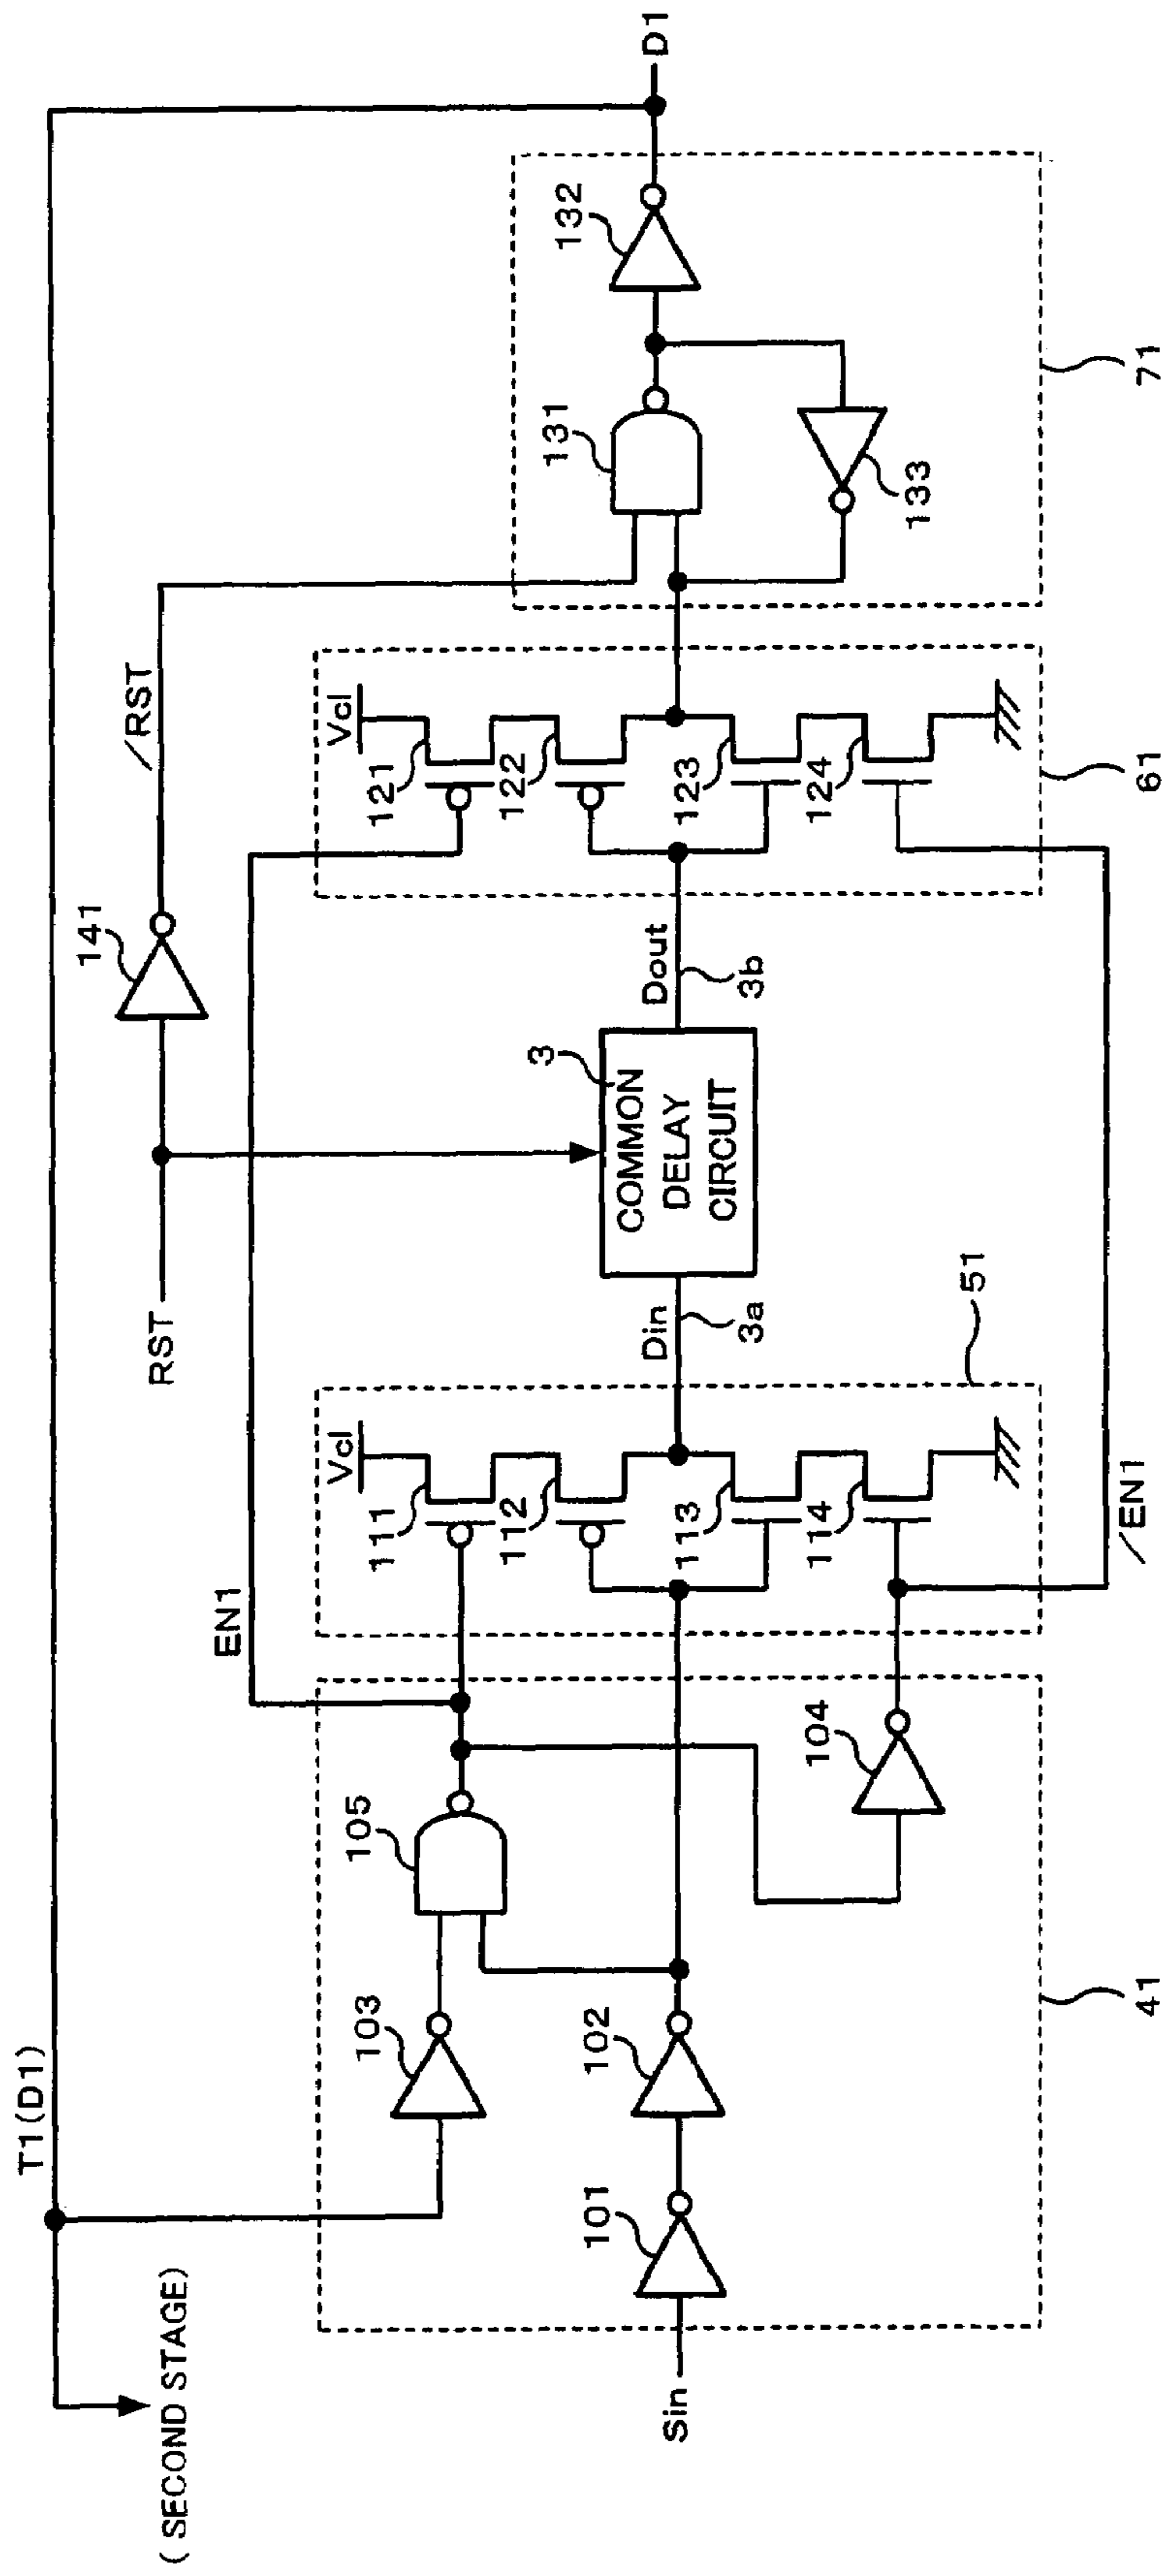 T1(D1)
(SECOND STAGE)
RST
141
/RST
EN1
Vcl
Vcl
103
105
111
112
113
114
121
122
123
124
131
132
133
D1
Sin
101
102
104
Din
3a
3
COMMON
DELAY
CIRCUIT
Dout
3b
/EN1
41
51
61
71